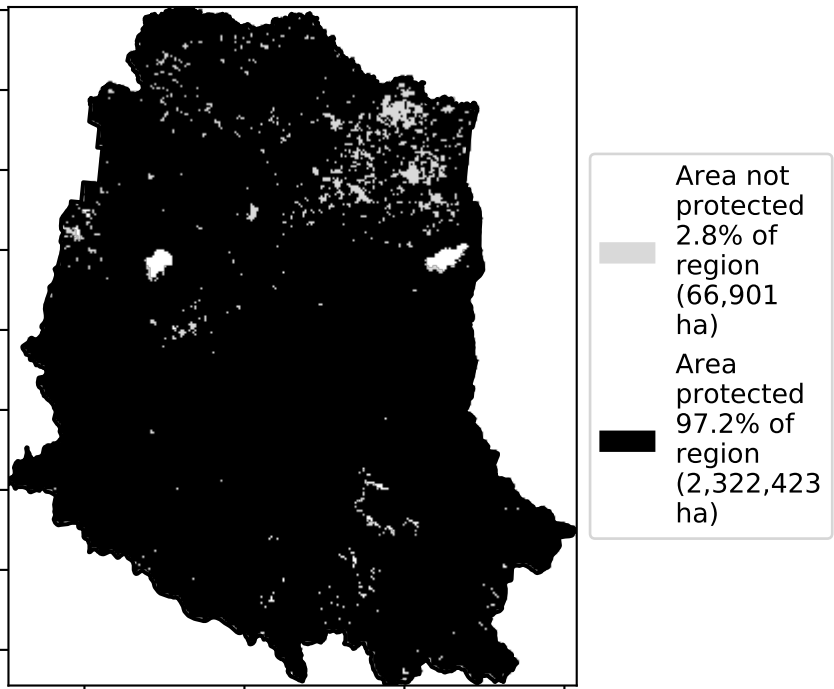 Area not
protected
2.8% of
region
(66,901
ha)
Area
protected
97.2% of
region
(2,322,423
ha)